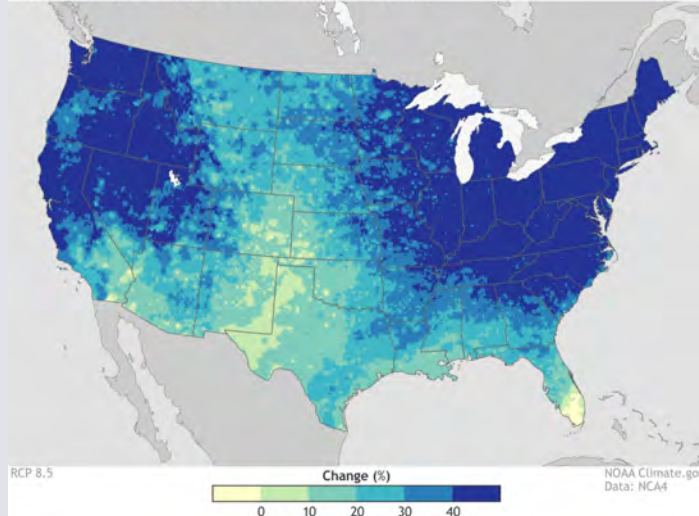 RCP 8.5
Change (%)
NOAA Climate.go
Data: NCA4
0 10 20 30 40